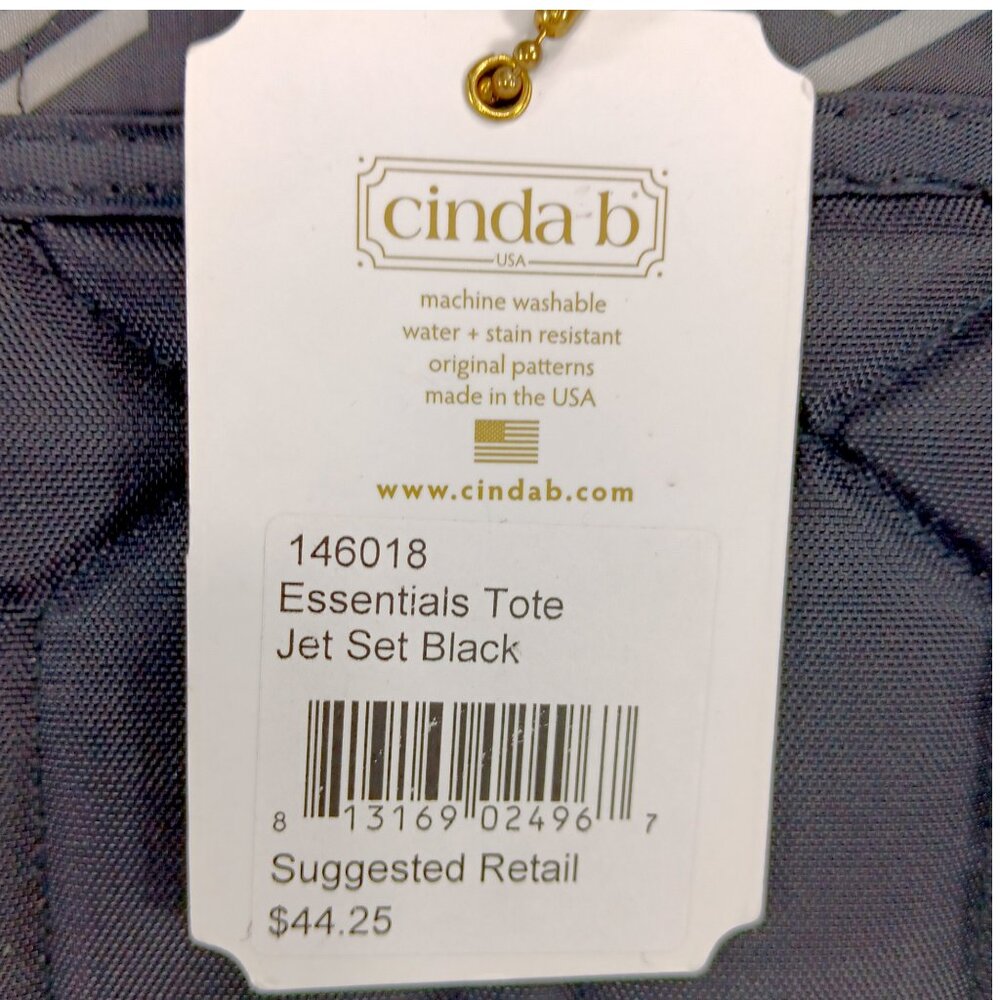 cinda b
USA
machine washable
water + stain resistant
original patterns
made in the USA
www.cindab.com
146018
Essentials Tote
Jet Set Black
8 13169 02496 7
Suggested Retail
$44.25